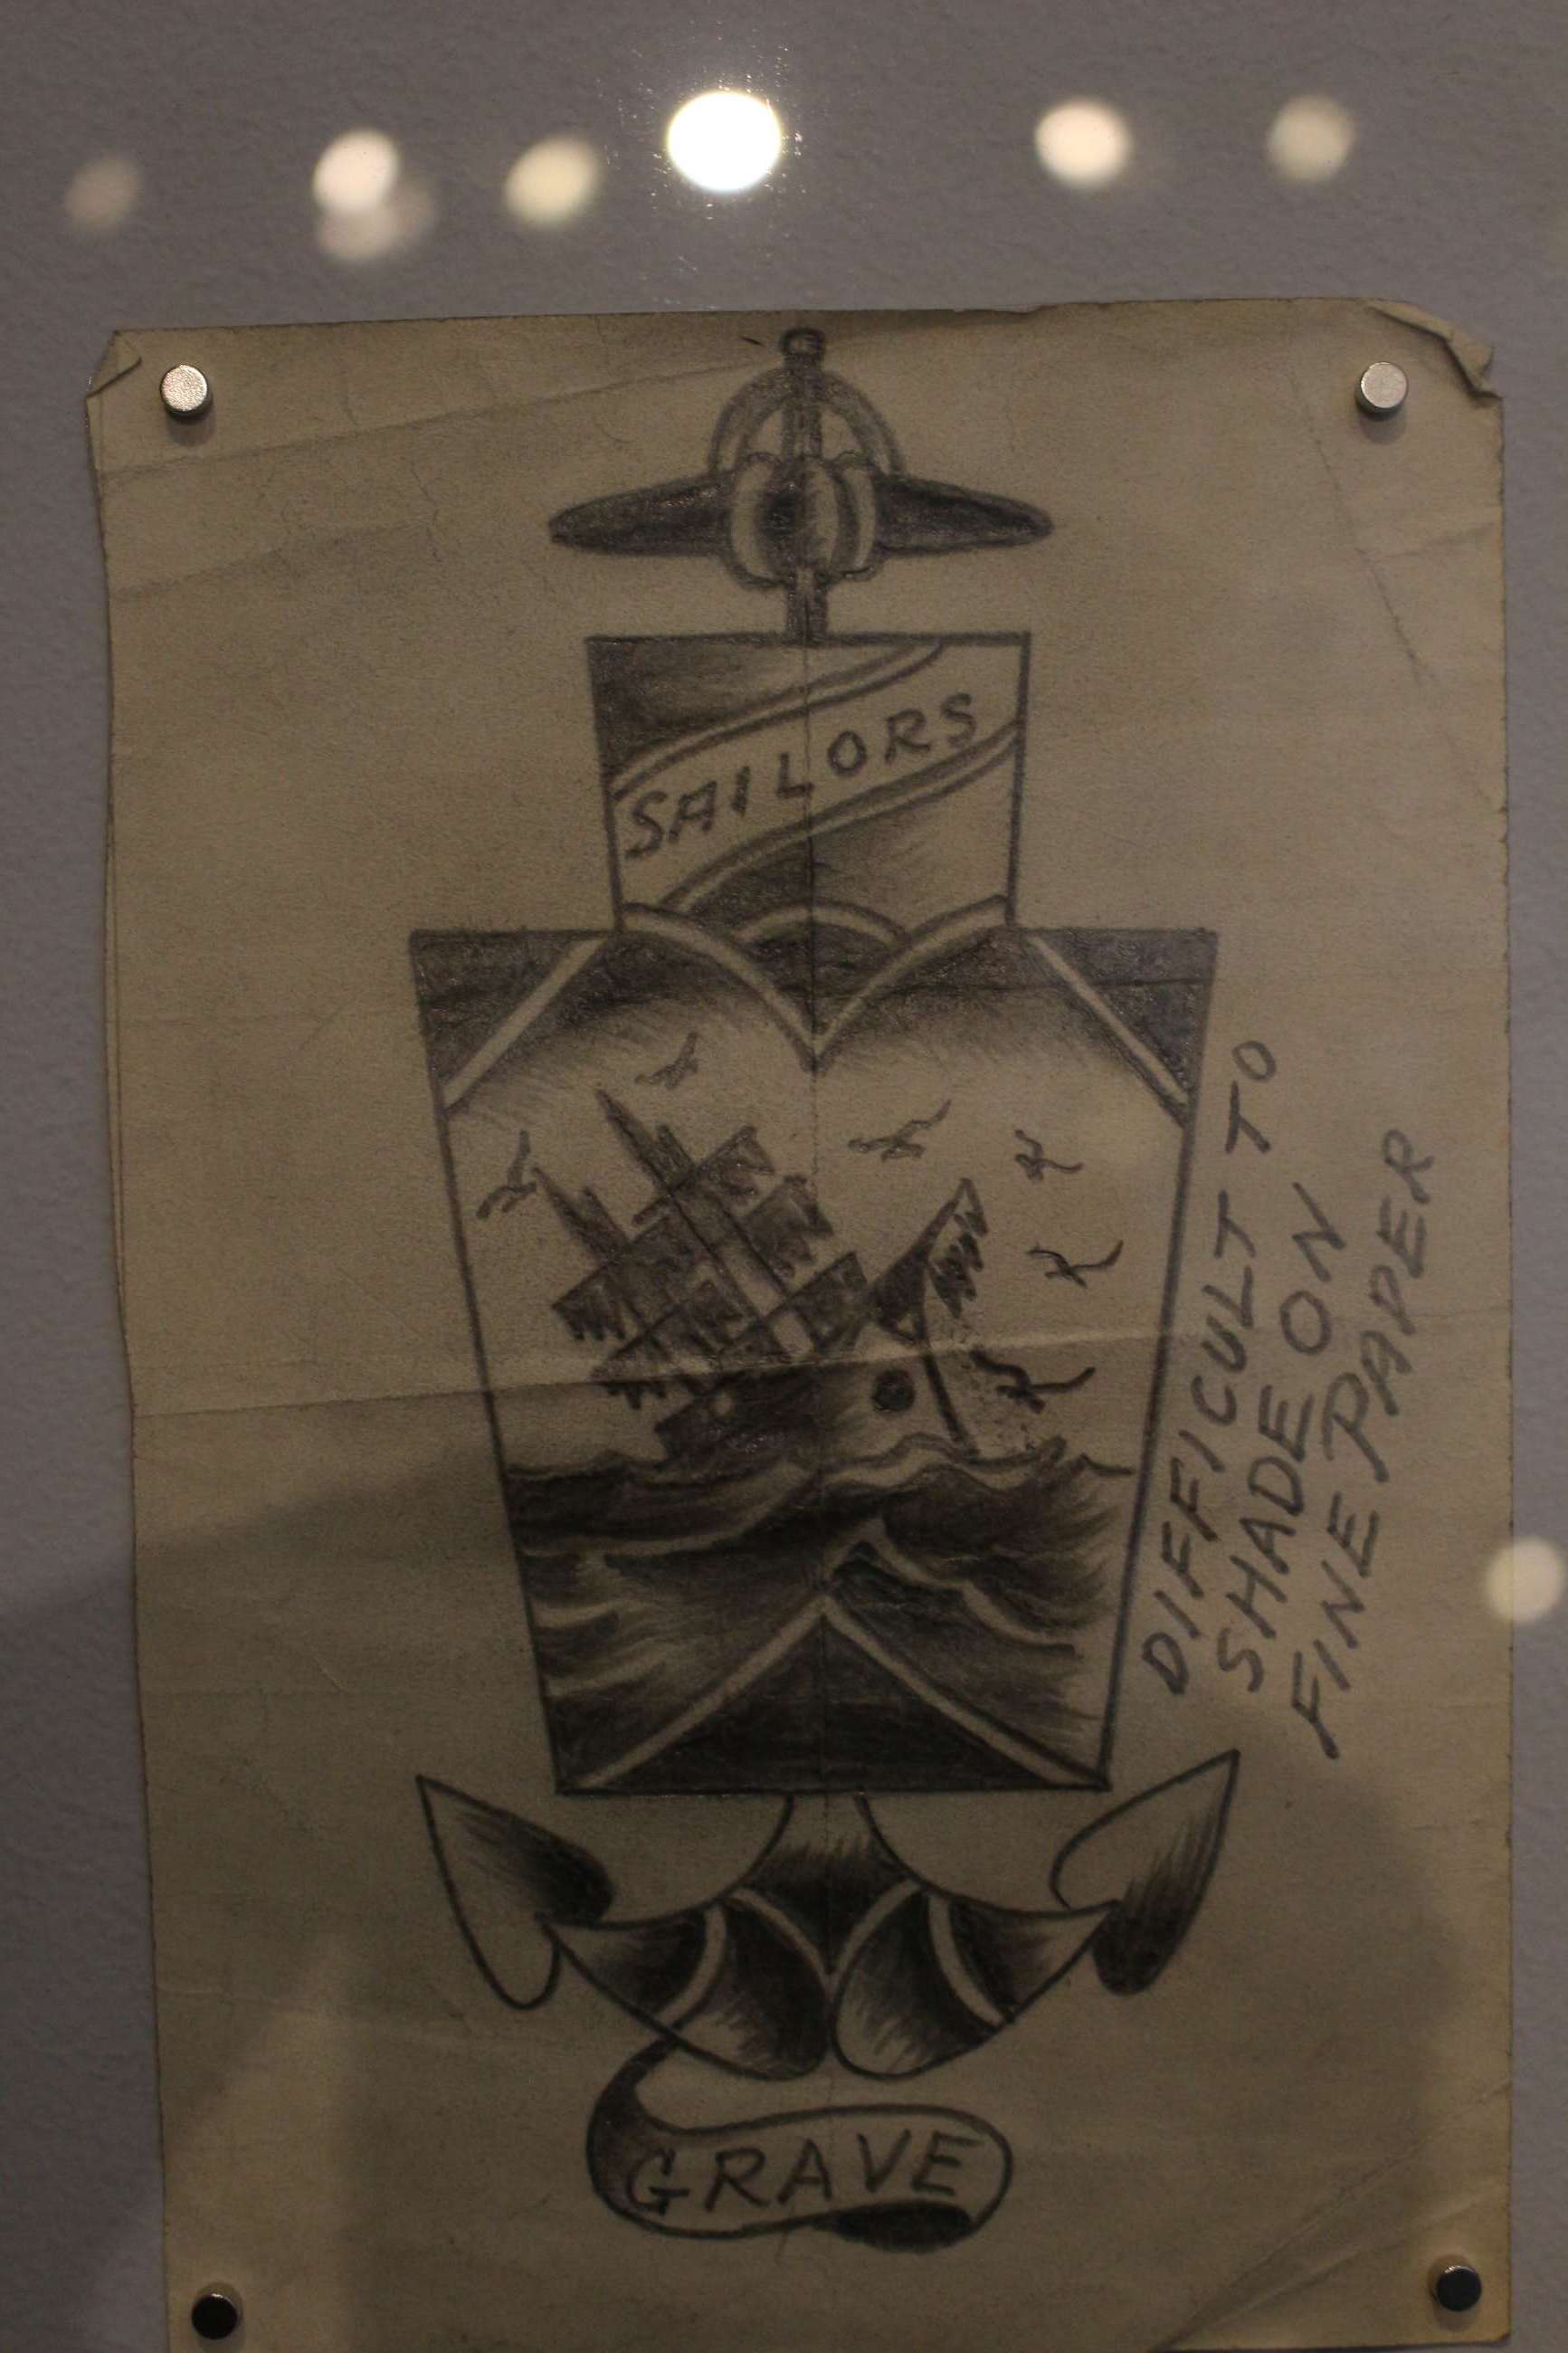 SAILORS
DIFFICULT TO
SHADE ON
FINE PAPER
GRAVE